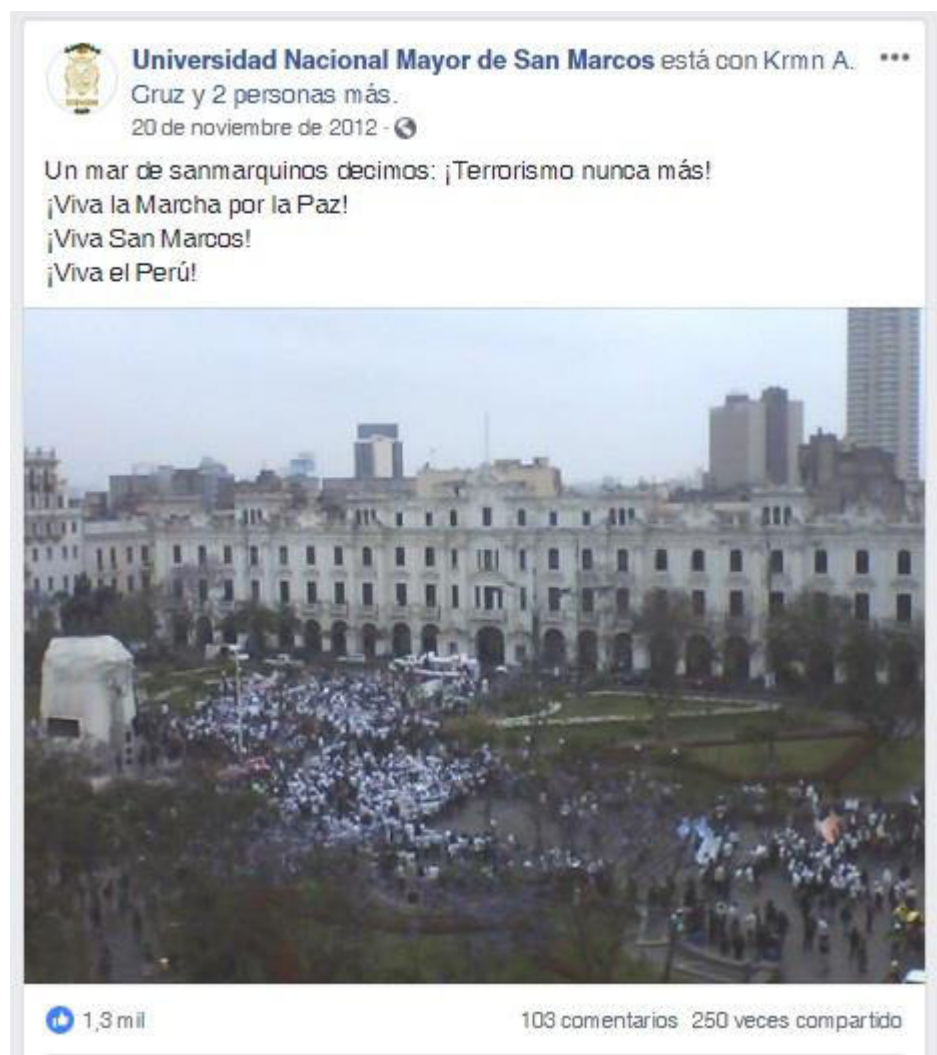 Universidad Nacional Mayor de San Marcos está con Krmn A.
Cruz y 2 personas más.
20 de noviembre de 2012 ·
Un mar de sanmarquinos decimos: ¡Terrorismo nunca más!
¡Viva la Marcha por la Paz!
¡Viva San Marcos!
¡Viva el Perú!
1,3 mil
103 comentarios 250 veces compartido